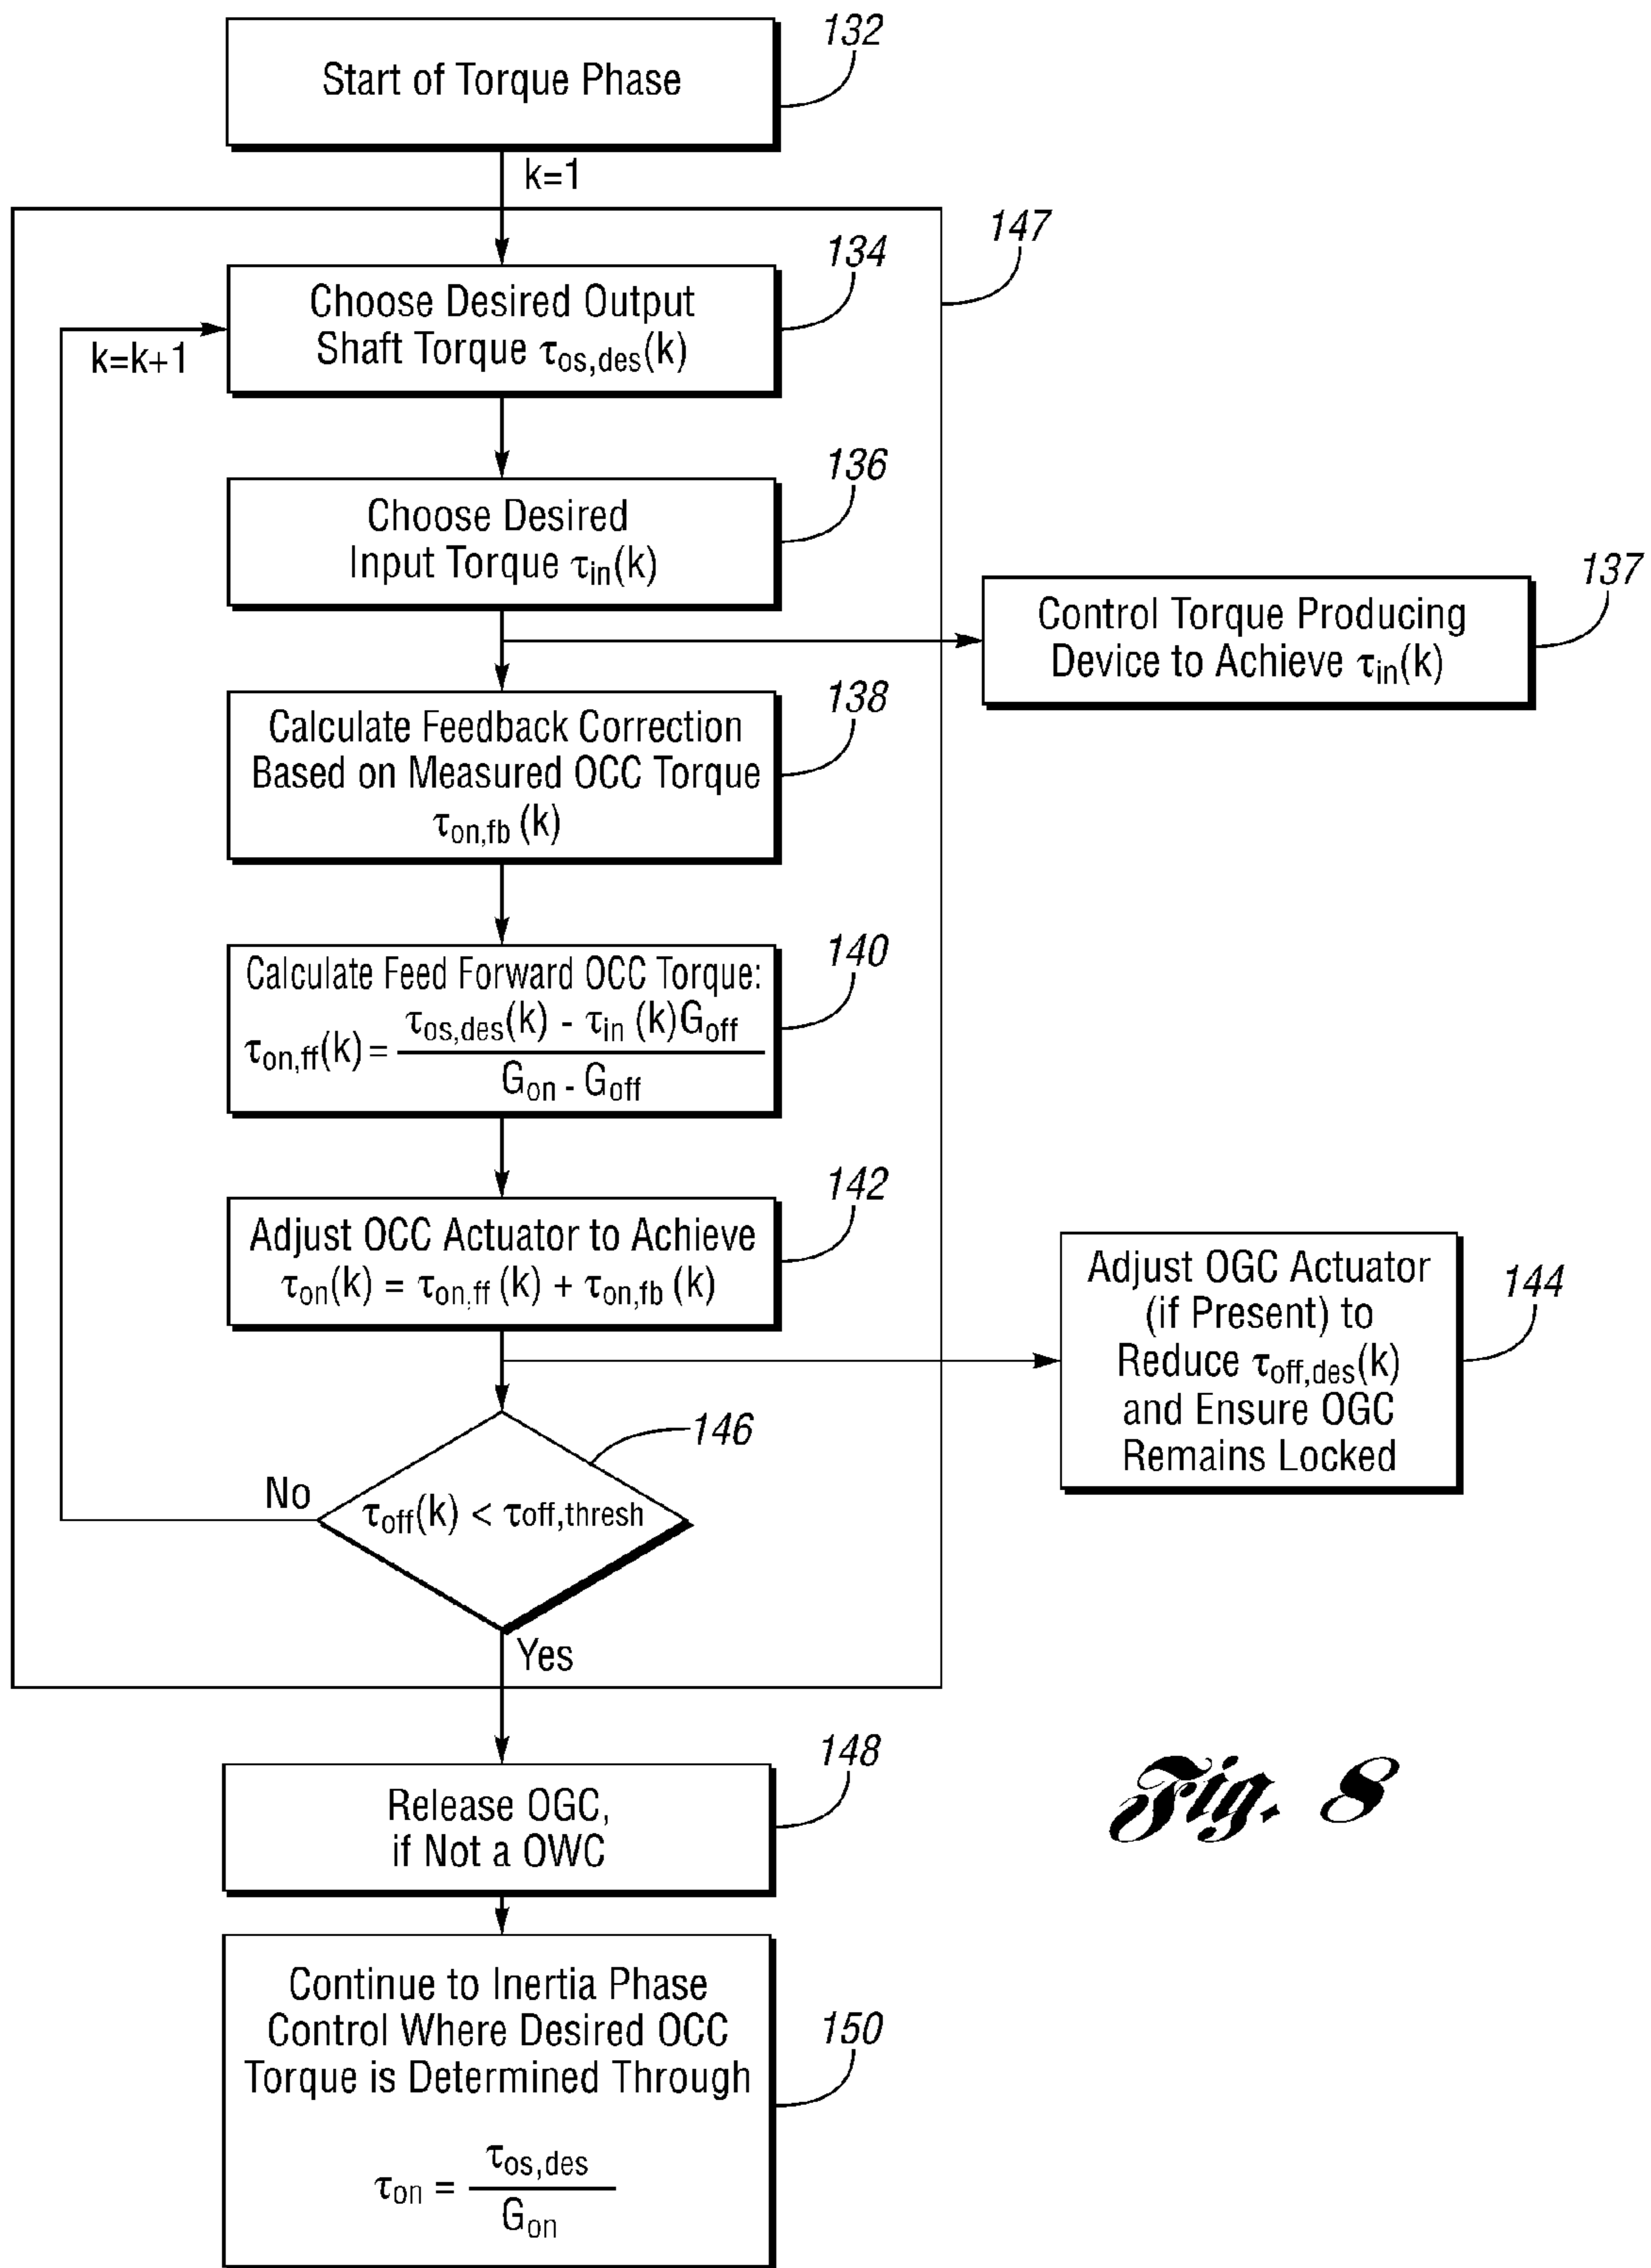 132
Start of Torque Phase
k=1
147
134
Choose Desired Output
Shaft Torque τos,des(k)
k=k+1
136
Choose Desired
Input Torque τin(k)
137
Control Torque Producing
Device to Achieve τin(k)
138
Calculate Feedback Correction
Based on Measured OCC Torque
τon,fb (k)
140
Calculate Feed Forward OCC Torque:
τon,ff(k) = τos,des(k) - τin (k)Goff
Gon - Goff
142
Adjust OCC Actuator to Achieve
τon(k) = τon,ff (k) + τon,fb (k)
144
Adjust OGC Actuator
(if Present) to
Reduce τoff,des(k)
and Ensure OGC
Remains Locked
146
No
τoff(k) < τoff,thresh
Yes
148
Release OGC,
if Not a OWC
Fig. 8
150
Continue to Inertia Phase
Control Where Desired OCC
Torque is Determined Through
τon = τos,des
Gon